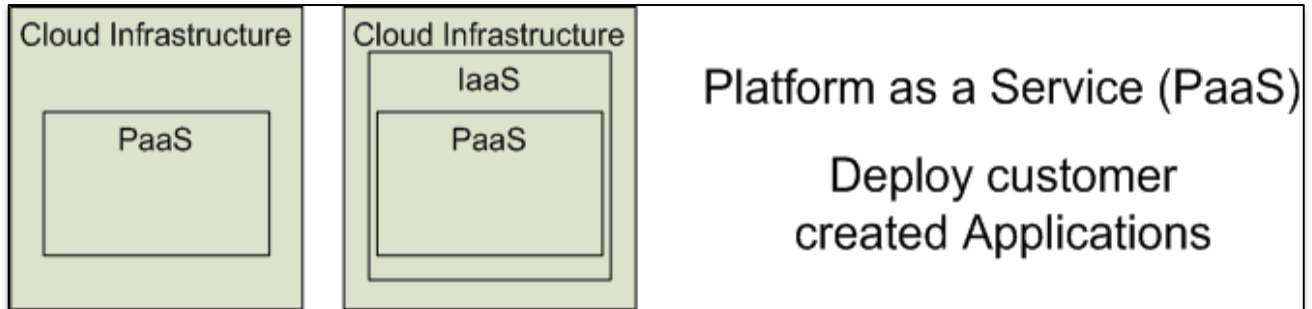 Cloud Infrastructure
PaaS
Cloud Infrastructure
IaaS
PaaS
Platform as a Service (PaaS)
Deploy customer
created Applications